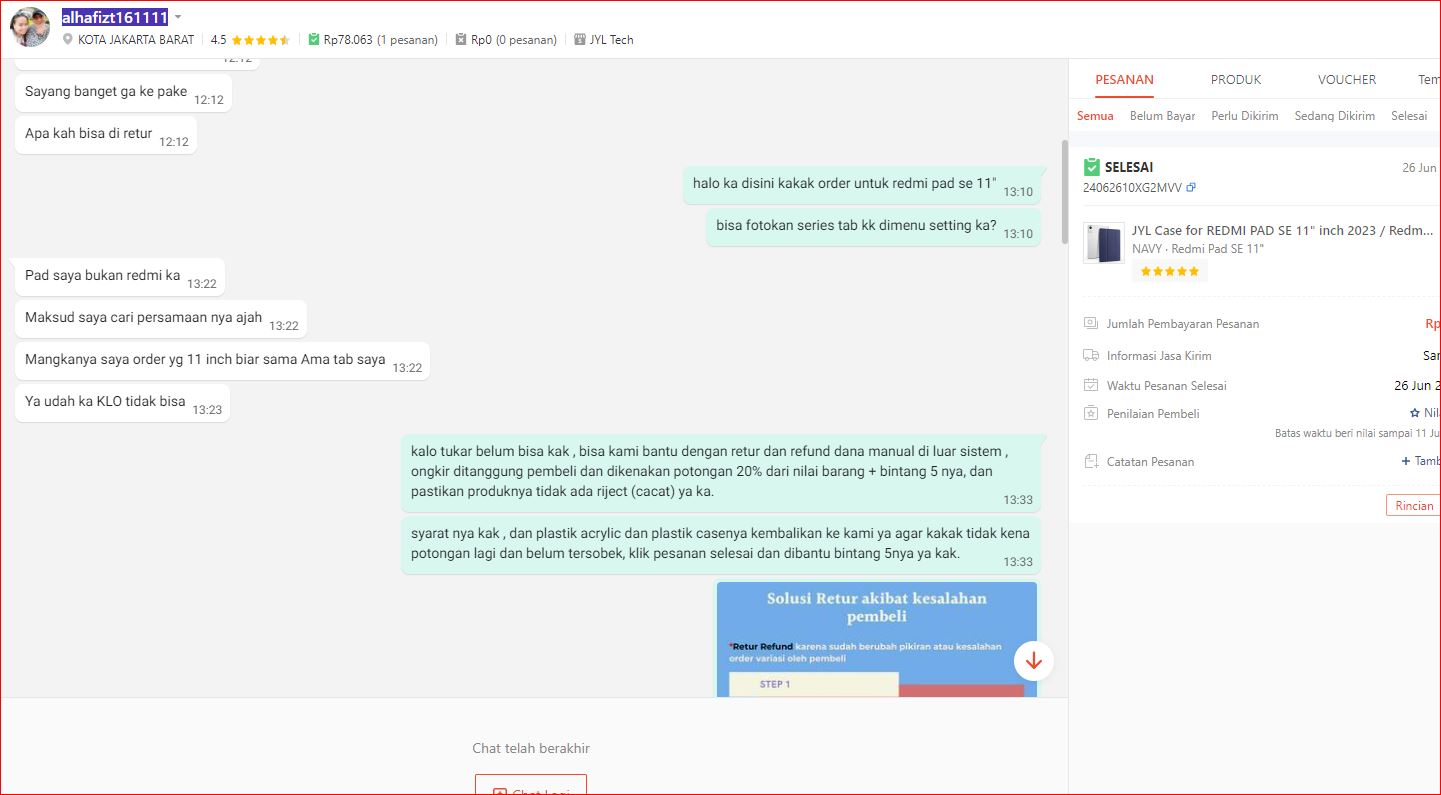 alhafizt161111
KOTA JAKARTA BARAT 4.5 Rp78.063 (1 pesanan) Rp0 (0 pesanan) JYL Tech
12:12
Sayang banget ga ke pake 12:12
Apa kah bisa di retur 12:12
halo ka disini kakak order untuk redmi pad se 11" 13:10
bisa fotokan series tab kk dimenu setting ka? 13:10
Pad saya bukan redmi ka 13:22
Maksud saya cari persamaan nya ajah 13:22
Mangkanya saya order yg 11 inch biar sama Ama tab saya 13:22
Ya udah ka KLO tidak bisa 13:23
kalo tukar belum bisa kak , bisa kami bantu dengan retur dan refund dana manual di luar sistem ,
ongkir ditanggung pembeli dan dikenakan potongan 20% dari nilai barang + bintang 5 nya, dan
pastikan produknya tidak ada riject (cacat) ya ka. 13:33
syarat nya kak , dan plastik acrylic dan plastik casenya kembalikan ke kami ya agar kakak tidak kena
potongan lagi dan belum tersobek, klik pesanan selesai dan dibantu bintang 5nya ya kak. 13:33
Solusi Retur akibat kesalahan
pembeli
*Retur Refund karena sudah berubah pikiran atau kesalahan
order variasi oleh pembeli
STEP 1
Chat telah berakhir
Chat Lagi
PESANAN PRODUK VOUCHER Tem
Semua Belum Bayar Perlu Dikirim Sedang Dikirim Selesai
SELESAI 26 Jun
24062610XG2MVV
JYL Case for REDMI PAD SE 11" inch 2023 / Redm...
NAVY · Redmi Pad SE 11"
Jumlah Pembayaran Pesanan Rp
Informasi Jasa Kirim Sar
Waktu Pesanan Selesai 26 Jun 2
Penilaian Pembeli Nil
Batas waktu beri nilai sampai 11 Ju
Catatan Pesanan + Tamb
Rincian